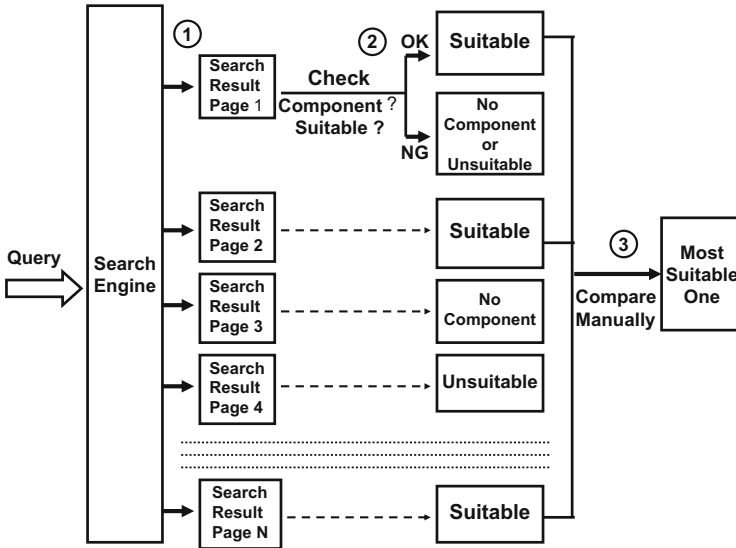 Query
Search
Engine
1
Search
Result
Page 1
Check
Component ?
Suitable ?
2
OK
NG
Suitable
No
Component
or
Unsuitable
Search
Result
Page 2
Suitable
Search
Result
Page 3
No
Component
Search
Result
Page 4
Unsuitable
Search
Result
Page N
Suitable
3
Compare
Manually
Most
Suitable
One